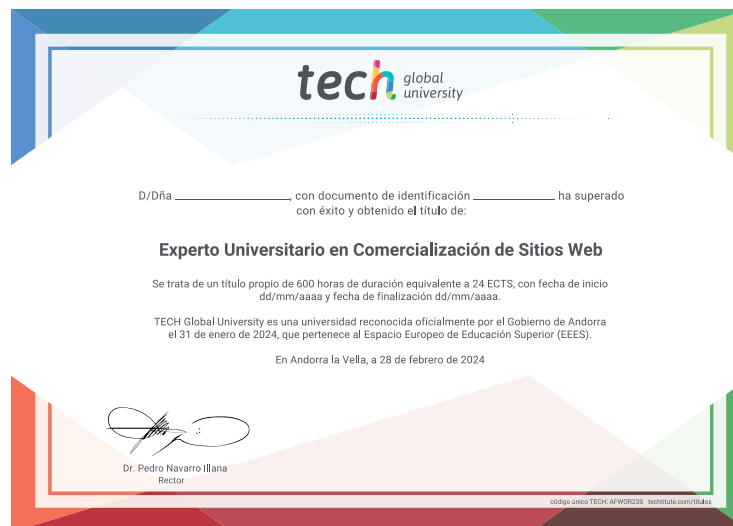 tech global university
D/Dña ____________, con documento de identificación ____________ ha superado
con éxito y obtenido el título de:
Experto Universitario en Comercialización de Sitios Web
Se trata de un título propio de 600 horas de duración equivalente a 24 ECTS, con fecha de inicio
dd/mm/aaaa y fecha de finalización dd/mm/aaaa.
TECH Global University es una universidad reconocida oficialmente por el Gobierno de Andorra
el 31 de enero de 2024, que pertenece al Espacio Europeo de Educación Superior (EEES).
En Andorra la Vella, a 28 de febrero de 2024
Dr. Pedro Navarro Illana
Rector
código único TECH: AFWOR23S techtitute.com/titulos